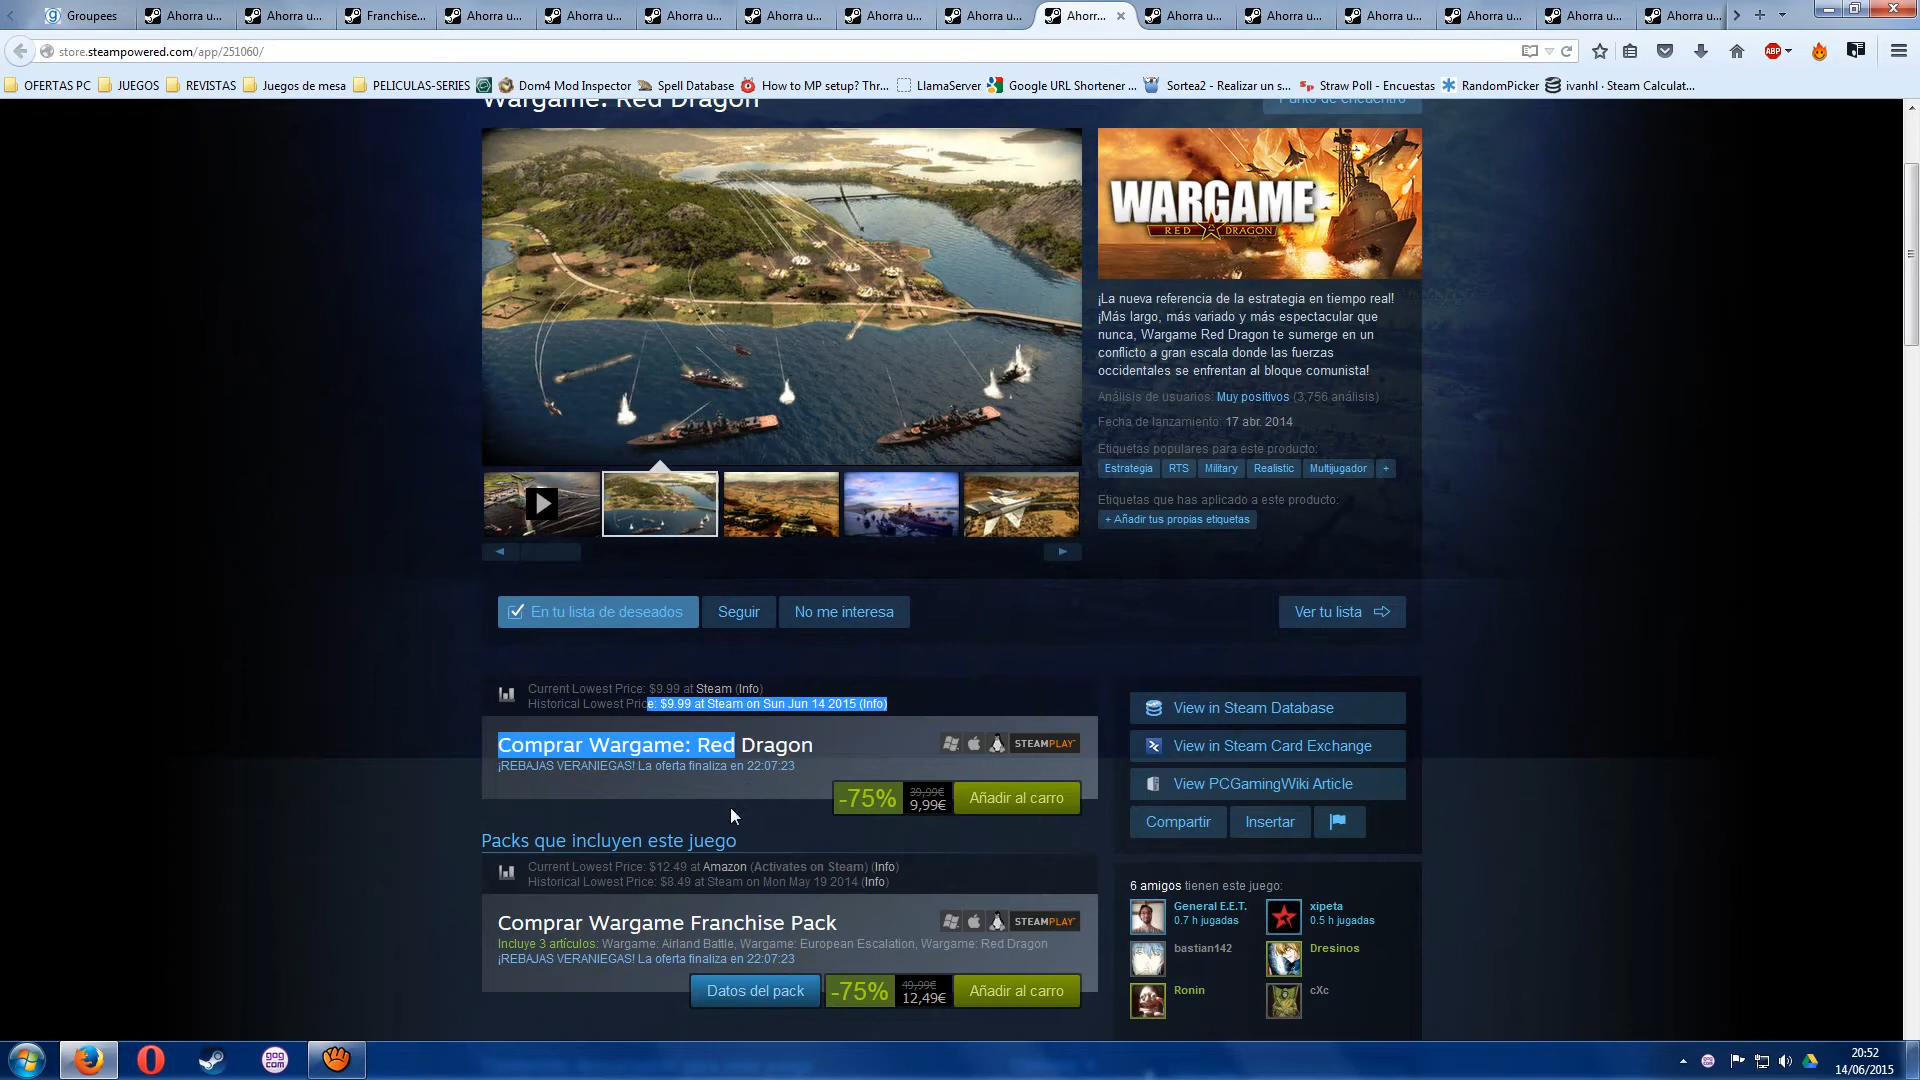 Groupees
Ahorra u...
Ahorra u...
Franchise...
Ahorra u...
Ahorra u...
Ahorra u...
Ahorra u...
Ahorra u...
Ahorra u...
Ahorr...
Ahorra u...
Ahorra u...
Ahorra u...
Ahorra u...
Ahorra u...
Ahorra u...
store.steampowered.com/app/251060/
ABP
OFERTAS PC
JUEGOS
REVISTAS
Juegos de mesa
PELICULAS-SERIES
Dom4 Mod Inspector
Spell Database
How to MP setup? Thr...
LlamaServer
Google URL Shortener ...
Sortea2 - Realizar un s...
Straw Poll - Encuestas
RandomPicker
ivanhl · Steam Calculat...
Wargame: Red Dragon
Punto de encuentro
WARGAME
RED DRAGON
¡La nueva referencia de la estrategia en tiempo real!
¡Más largo, más variado y más espectacular que
nunca, Wargame Red Dragon te sumerge en un
conflicto a gran escala donde las fuerzas
occidentales se enfrentan al bloque comunista!
Análisis de usuarios: Muy positivos (3,756 análisis)
Fecha de lanzamiento: 17 abr. 2014
Etiquetas populares para este producto:
Estrategia RTS Military Realistic Multijugador +
Etiquetas que has aplicado a este producto:
+ Añadir tus propias etiquetas
En tu lista de deseados
Seguir
No me interesa
Ver tu lista
Current Lowest Price: $9.99 at Steam (Info)
Historical Lowest Price: $9.99 at Steam on Sun Jun 14 2015 (Info)
Comprar Wargame: Red Dragon
STEAMPLAY
¡REBAJAS VERANIEGAS! La oferta finaliza en 22:07:23
-75%
39,99€
9,99€
Añadir al carro
Packs que incluyen este juego
Current Lowest Price: $12.49 at Amazon (Activates on Steam) (Info)
Historical Lowest Price: $8.49 at Steam on Mon May 19 2014 (Info)
Comprar Wargame Franchise Pack
STEAMPLAY
Incluye 3 artículos: Wargame: Airland Battle, Wargame: European Escalation, Wargame: Red Dragon
¡REBAJAS VERANIEGAS! La oferta finaliza en 22:07:23
Datos del pack
-75%
49,99€
12,49€
Añadir al carro
View in Steam Database
View in Steam Card Exchange
View PCGamingWiki Article
Compartir
Insertar
6 amigos tienen este juego:
General E.E.T.
0.7 h jugadas
xipeta
0.5 h jugadas
bastian142
Dresinos
Ronin
cXc
gog
com
20:52
14/06/2015